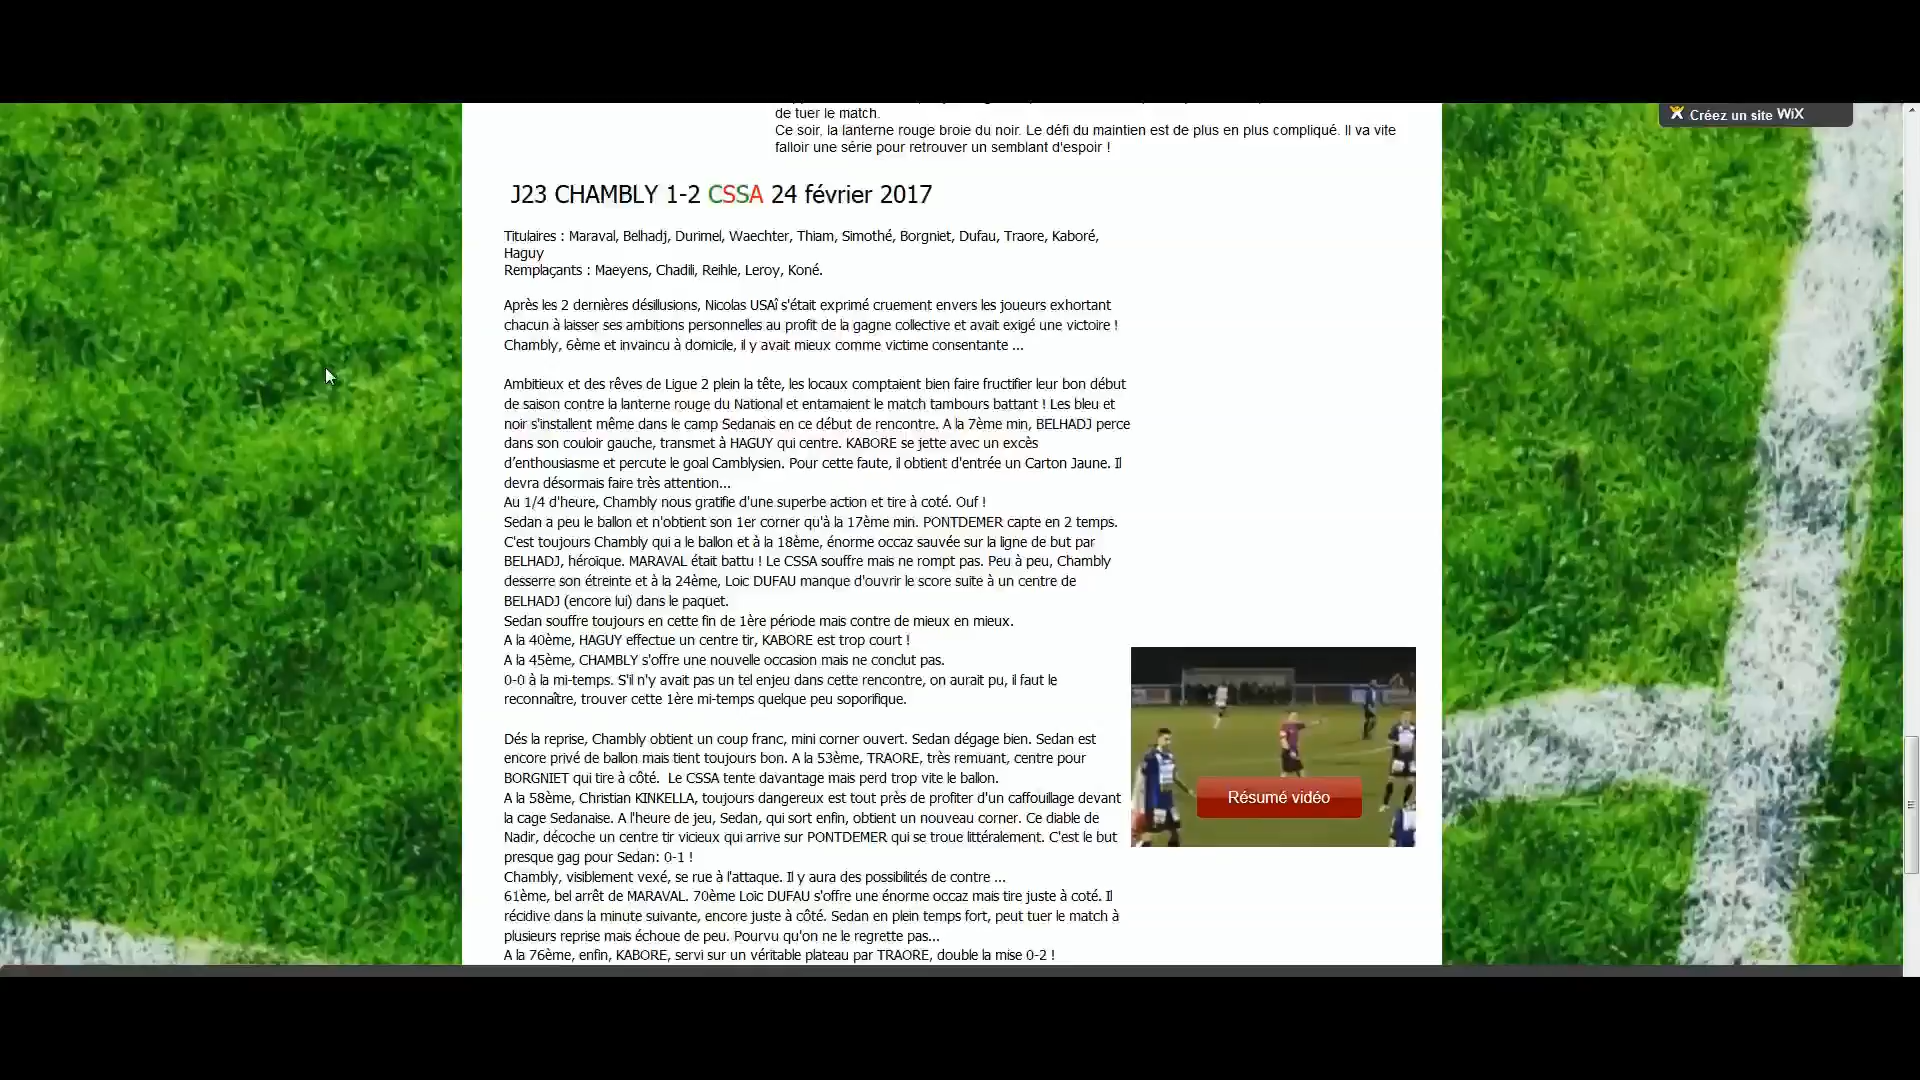 Créez un site WiX
de tuer le match.
Ce soir, la lanterne rouge broie du noir. Le défi du maintien est de plus en plus compliqué. Il va vite
falloir une série pour retrouver un semblant d'espoir !
J23 CHAMBLY 1-2 CSSA 24 février 2017
Titulaires : Maraval, Belhadj, Durimel, Waechter, Thiam, Simothé, Borgniet, Dufau, Traore, Kaboré,
Haguy
Remplaçants : Maeyens, Chadili, Reihle, Leroy, Koné.
Après les 2 dernières désillusions, Nicolas USAÎ s'était exprimé cruement envers les joueurs exhortant
chacun à laisser ses ambitions personnelles au profit de la gagne collective et avait exigé une victoire !
Chambly, 6ème et invaincu à domicile, il y avait mieux comme victime consentante ...
Ambitieux et des rêves de Ligue 2 plein la tête, les locaux comptaient bien faire fructifier leur bon début
de saison contre la lanterne rouge du National et entamaient le match tambours battant ! Les bleu et
noir s'installent même dans le camp Sedanais en ce début de rencontre. A la 7ème min, BELHADJ perce
dans son couloir gauche, transmet à HAGUY qui centre. KABORE se jette avec un excès
d’enthousiasme et percute le goal Camblysien. Pour cette faute, il obtient d'entrée un Carton Jaune. Il
devra désormais faire très attention...
Au 1/4 d'heure, Chambly nous gratifie d'une superbe action et tire à coté. Ouf !
Sedan a peu le ballon et n'obtient son 1er corner qu'à la 17ème min. PONTDEMER capte en 2 temps.
C'est toujours Chambly qui a le ballon et à la 18ème, énorme occaz sauvée sur la ligne de but par
BELHADJ, héroïque. MARAVAL était battu ! Le CSSA souffre mais ne rompt pas. Peu à peu, Chambly
desserre son étreinte et à la 24ème, Loic DUFAU manque d'ouvrir le score suite à un centre de
BELHADJ (encore lui) dans le paquet.
Sedan souffre toujours en cette fin de 1ère période mais contre de mieux en mieux.
A la 40ème, HAGUY effectue un centre tir, KABORE est trop court !
A la 45ème, CHAMBLY s'offre une nouvelle occasion mais ne conclut pas.
0-0 à la mi-temps. S'il n'y avait pas un tel enjeu dans cette rencontre, on aurait pu, il faut le
reconnaître, trouver cette 1ère mi-temps quelque peu soporifique.
Dés la reprise, Chambly obtient un coup franc, mini corner ouvert. Sedan dégage bien. Sedan est
encore privé de ballon mais tient toujours bon. A la 53ème, TRAORE, très remuant, centre pour
BORGNIET qui tire à côté. Le CSSA tente davantage mais perd trop vite le ballon.
A la 58ème, Christian KINKELLA, toujours dangereux est tout près de profiter d'un caffouillage devant
la cage Sedanaise. A l'heure de jeu, Sedan, qui sort enfin, obtient un nouveau corner. Ce diable de
Nadir, décoche un centre tir vicieux qui arrive sur PONTDEMER qui se troue littéralement. C'est le but
presque gag pour Sedan: 0-1 !
Chambly, visiblement vexé, se rue à l'attaque. Il y aura des possibilités de contre ...
61ème, bel arrêt de MARAVAL. 70ème Loïc DUFAU s'offre une énorme occaz mais tire juste à coté. Il
récidive dans la minute suivante, encore juste à côté. Sedan en plein temps fort, peut tuer le match à
plusieurs reprise mais échoue de peu. Pourvu qu'on ne le regrette pas...
A la 76ème, enfin, KABORE, servi sur un véritable plateau par TRAORE, double la mise 0-2 !
Résumé vidéo